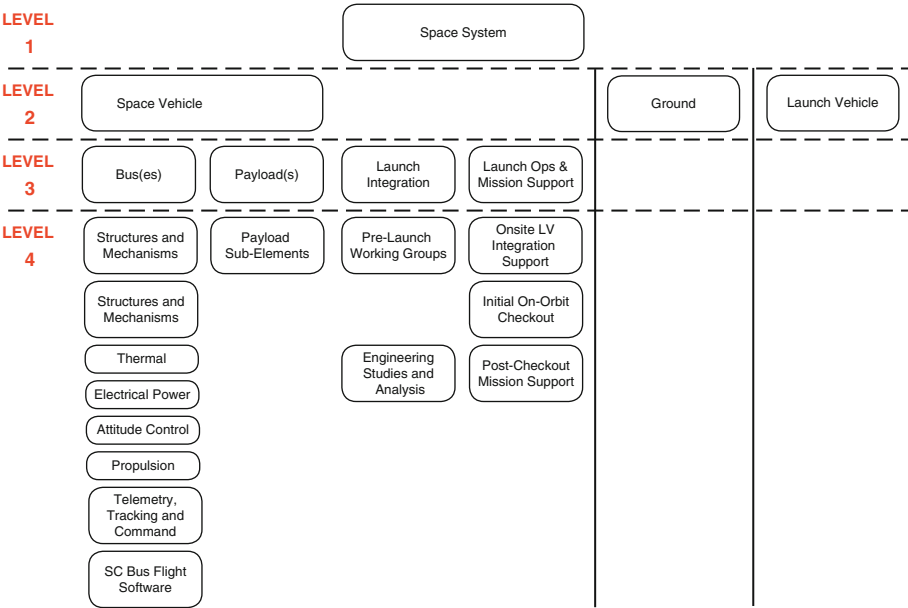 LEVEL
1
Space System
LEVEL
2
Space Vehicle
Ground
Launch Vehicle
LEVEL
3
Bus(es)
Payload(s)
Launch
Integration
Launch Ops &
Mission Support
LEVEL
4
Structures and
Mechanisms
Payload
Sub-Elements
Pre-Launch
Working Groups
Onsite LV
Integration
Support
Structures and
Mechanisms
Initial On-Orbit
Checkout
Thermal
Engineering
Studies and
Analysis
Post-Checkout
Mission Support
Electrical Power
Attitude Control
Propulsion
Telemetry,
Tracking and
Command
SC Bus Flight
Software